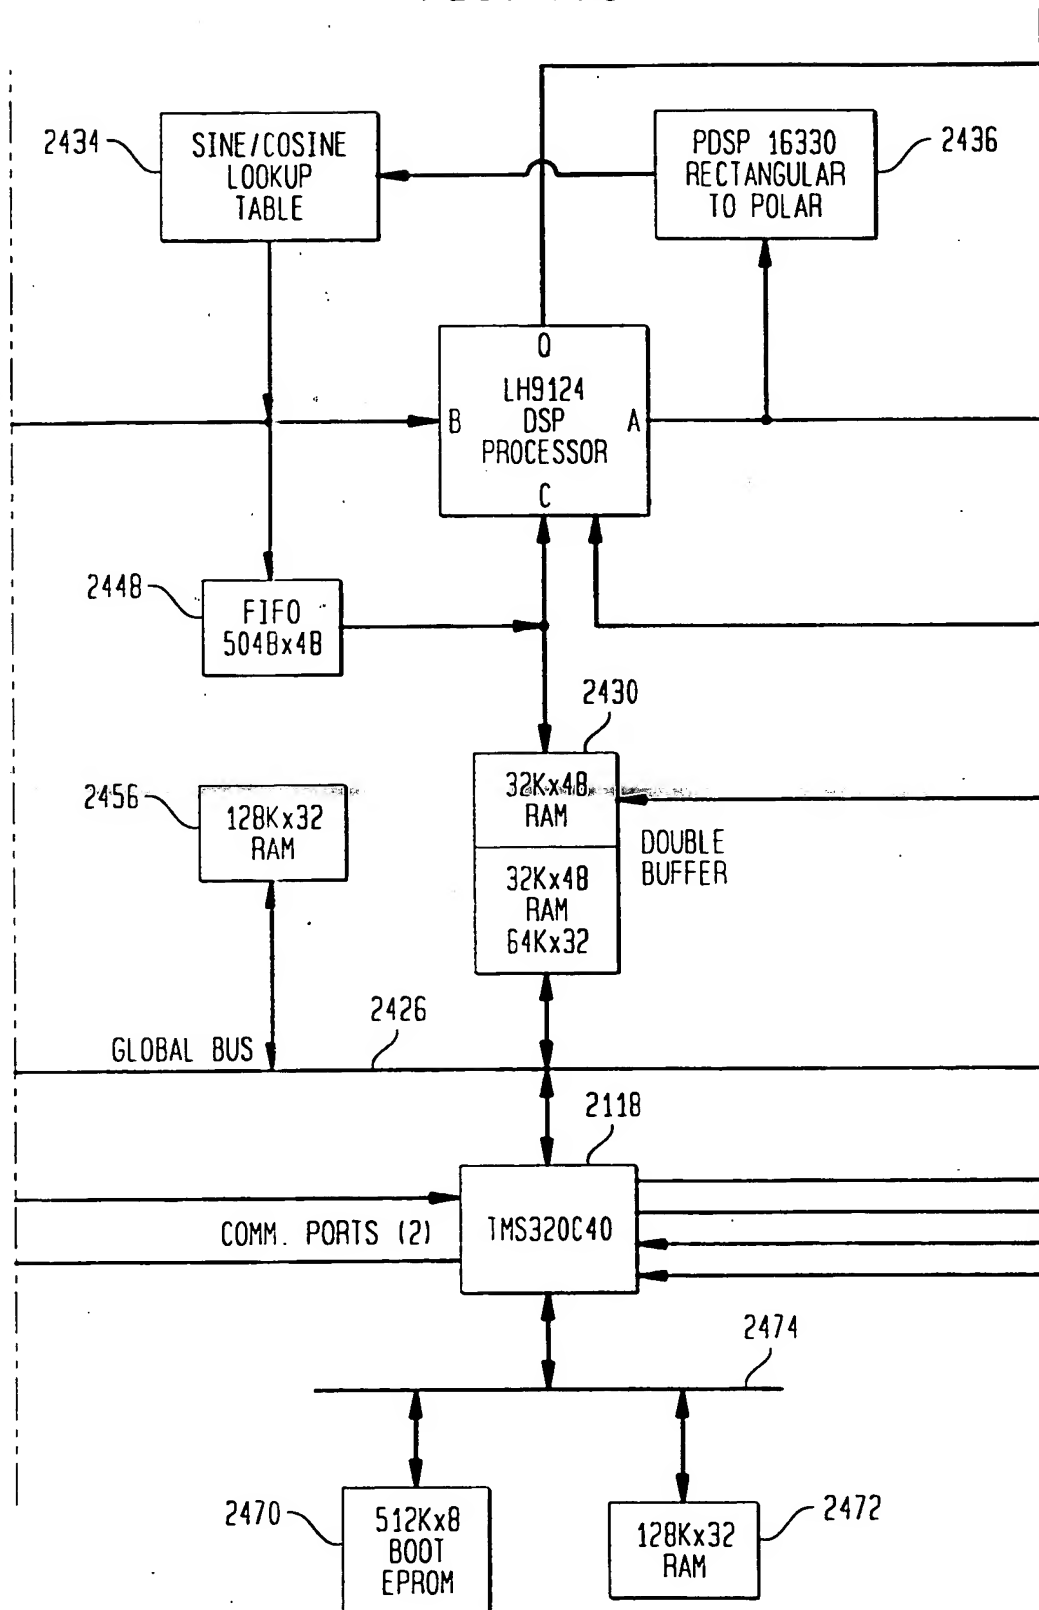 2434
SINE/COSINE
LOOKUP
TABLE
PDSP 16330
RECTANGULAR
TO POLAR
2436
O
LH9124
DSP
PROCESSOR
B
A
C
2448
FIFO
5048x48
2430
2456
128Kx32
RAM
32Kx48
RAM
DOUBLE
BUFFER
32Kx48
RAM
64Kx32
2426
GLOBAL BUS
2118
TMS320C40
COMM. PORTS (2)
2474
2470
512Kx8
BOOT
EPROM
128Kx32
RAM
2472